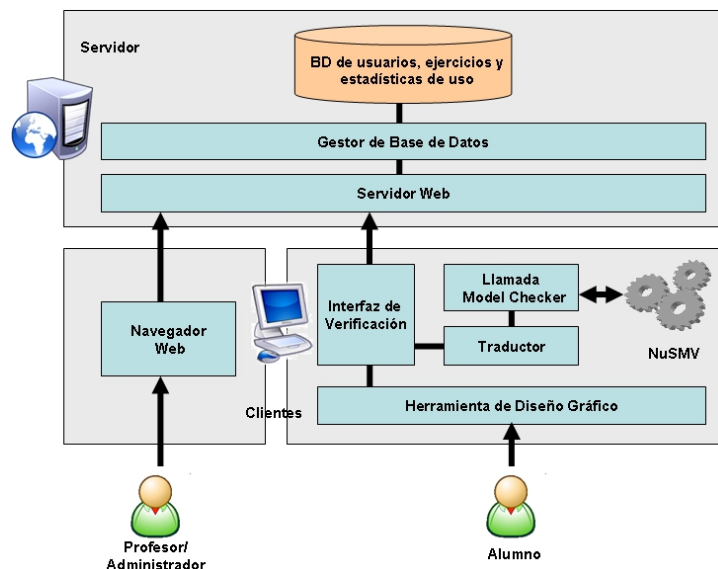 Servidor
BD de usuarios, ejercicios y
estadísticas de uso
Gestor de Base de Datos
Servidor Web
Navegador
Web
Interfaz de
Verificación
Llamada
Model Checker
Traductor
NuSMV
Clientes
Herramienta de Diseño Gráfico
Profesor/
Administrador
Alumno